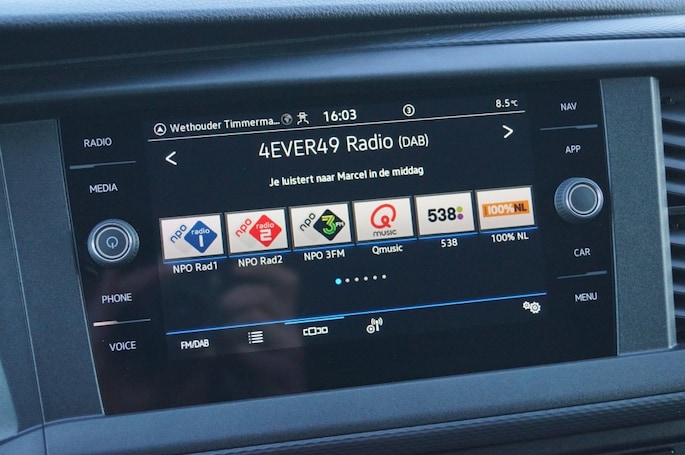 RADIO
MEDIA
PHONE
VOICE
Wethouder Timmerma... 16:03 3 8.5°C
4EVER49 Radio (DAB)
Je luistert naar Marcel in de middag
npo radio 1
npo radio 2
npo 3FM
Q MUSIC
538
100%NL
NPO Rad1 NPO Rad2 NPO 3FM Qmusic 538 100% NL
FM/DAB
NAV
APP
CAR
MENU